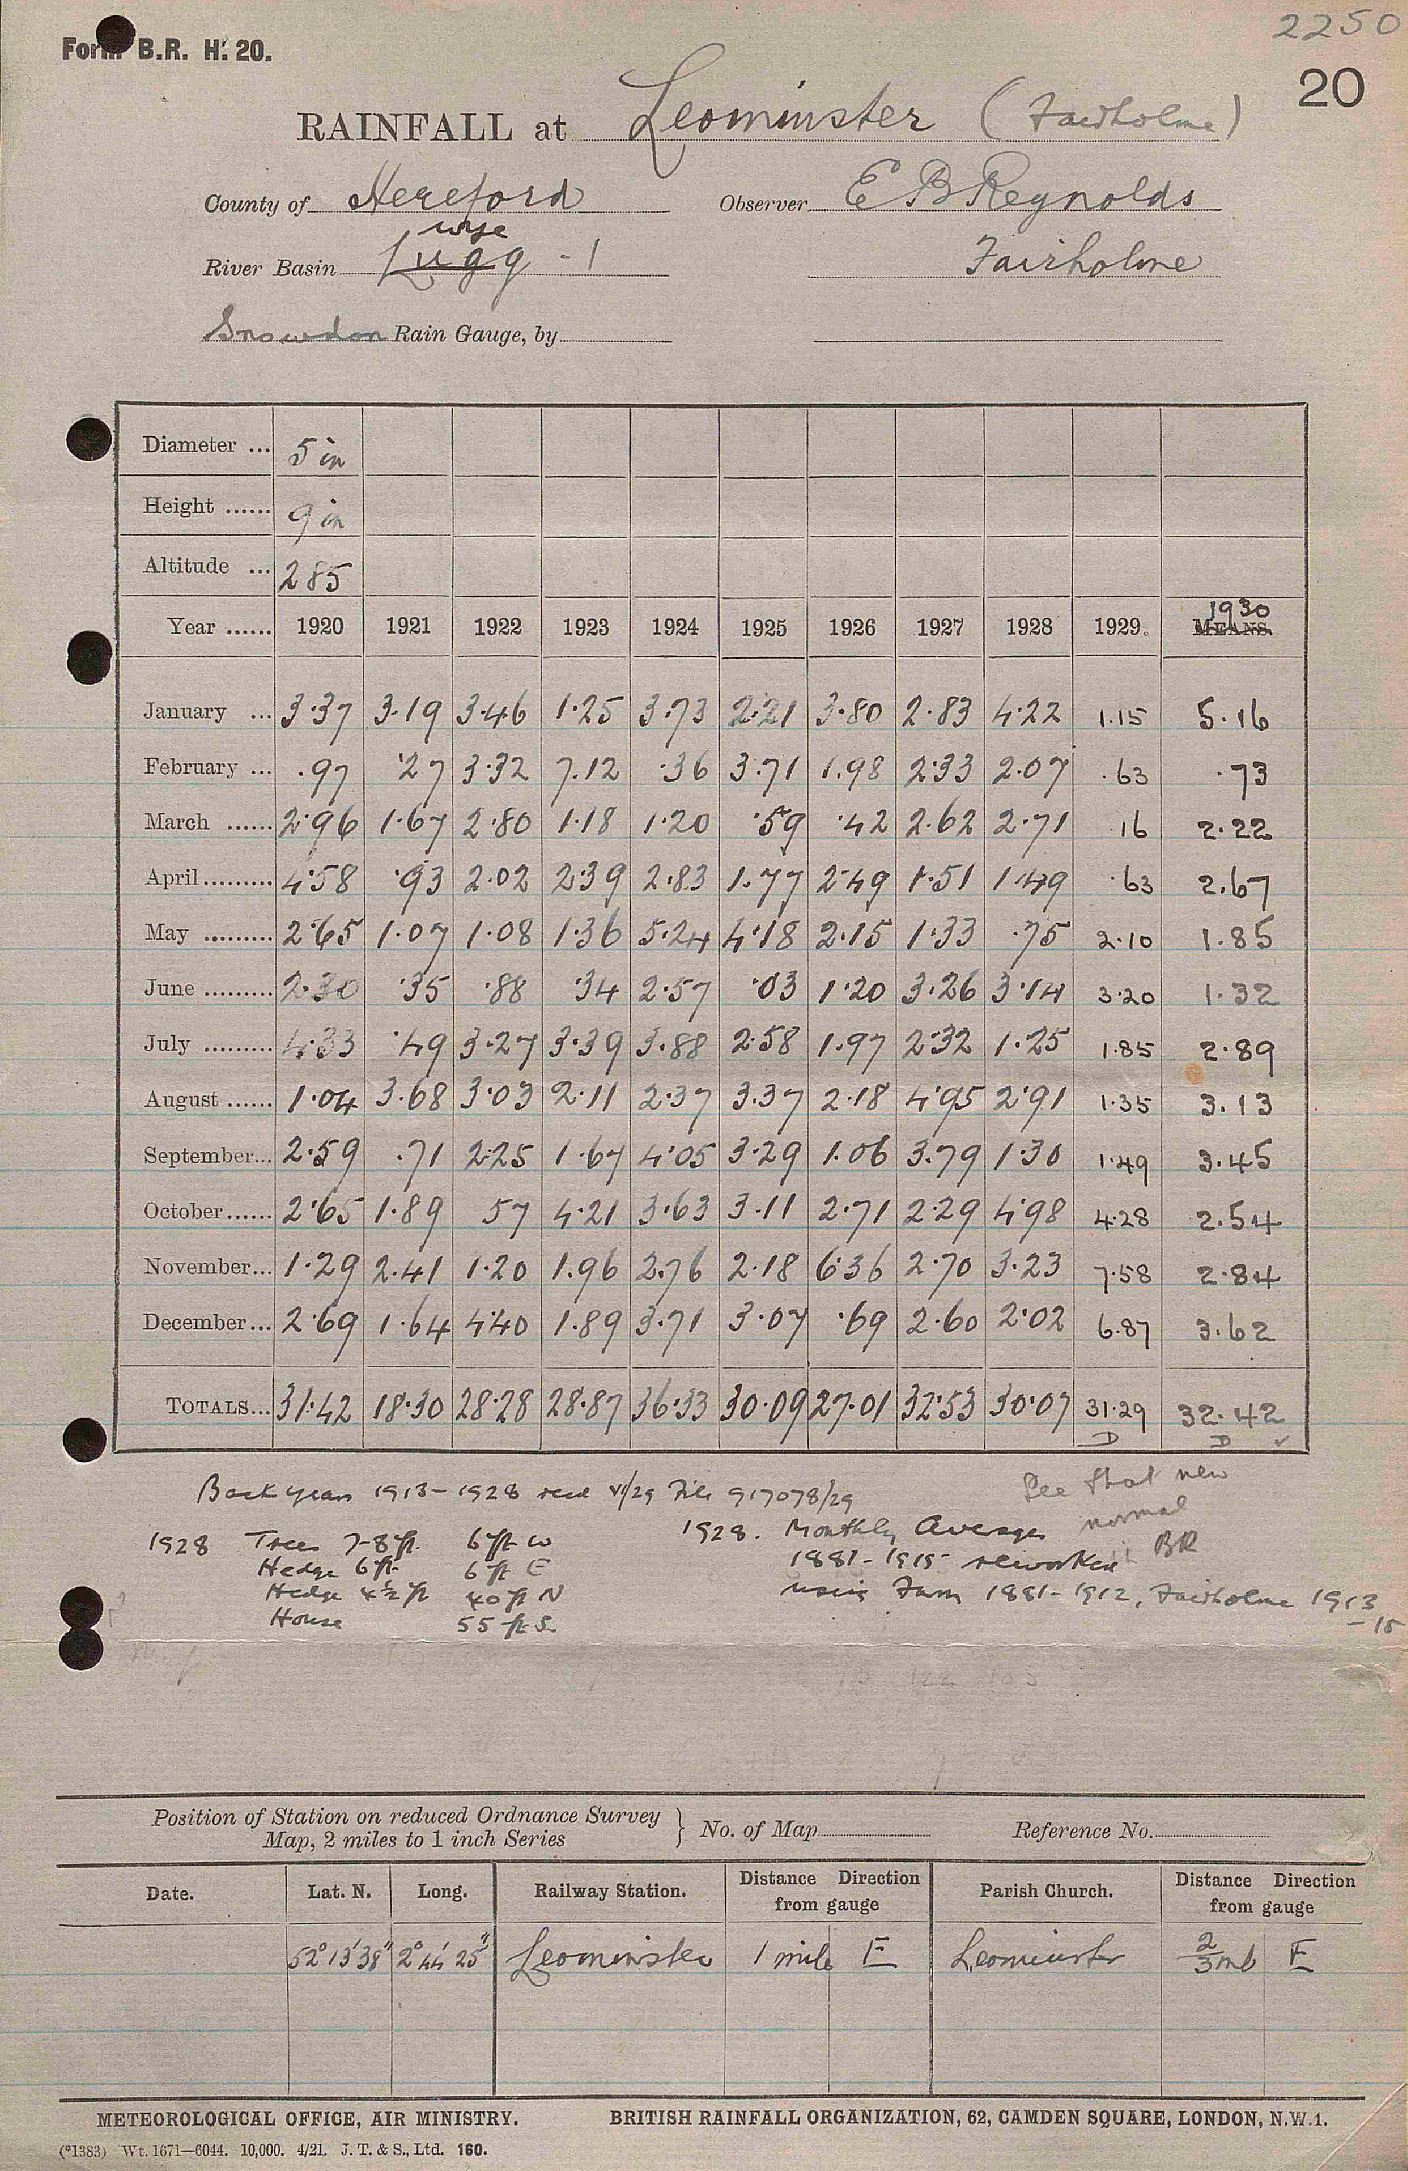 2250
Form B.R. H. 20.
20
RAINFALL at Leominster (Fairholme)
County of Hereford Observer E B Reynolds
Wye
River Basin Lugg - 1 Fairholme
Snowdon Rain Gauge, by
Diameter ... 5 in
Height ...... 9 in
Altitude ... 285
Year ...... 1920 1921 1922 1923 1924 1925 1926 1927 1928 1929. 1930 MEANS.
January ... 3·37 3·19 3·46 1·25 3·73 2·21 3·80 2·83 4·22 1·15 5·16
February ... ·97 ·27 3·32 7·12 ·36 3·71 1·98 2·33 2·07 ·63 ·73
March ...... 2·96 1·67 2·80 1·18 1·20 ·59 ·42 2·62 2·71 16 2·22
April ......... 4·58 ·93 2·02 2·39 2·83 1·77 2·49 1·51 1·49 ·63 2·67
May ......... 2·65 1·07 1·08 1·36 5·24 4·18 2·15 1·33 ·75 2·10 1·85
June ......... 2·30 ·35 ·88 ·34 2·57 ·03 1·20 3·26 3·14 3·20 1·32
July ......... 4·33 ·49 3·27 3·39 3·88 2·58 1·97 2·32 1·25 1·85 2·89
August ...... 1·04 3·68 3·03 2·11 2·37 3·37 2·18 4·95 2·91 1·35 3·13
September... 2·59 ·71 2·25 1·67 4·05 3·29 1·06 3·79 1·30 1·49 3·45
October...... 2·65 1·89 57 4·21 3·63 3·11 2·71 2·29 4·98 4·28 2·54
November... 1·29 2·41 1·20 1·96 2·76 2·18 6·36 2·70 3·23 7·58 2·84
December... 2·69 1·64 4·40 1·89 3·71 3·07 ·69 2·60 2·02 6·87 3·62
TOTALS... 31·42 18·30 28·28 28·87 36·33 30·09 27·01 32·53 30·07 31·29 32·42
D D ✓
Back years 1913-1928 recd VI/29 File 917078/29
See that new normal BR
1928 Trees 7-8 ft. 6 ft W
Hedge 6 ft. 6 ft E
Hedge 4½ ft 40 ft N
House 55 ft S.
1928. Monthly Averages
1881-1915 reworked
using Farm 1881-1912, Fairholme 1913
-15
Position of Station on reduced Ordnance Survey
Map, 2 miles to 1 inch Series } No. of Map Reference No.
Date. Lat. N. Long. Railway Station. Distance Direction from gauge Parish Church. Distance Direction from gauge
52° 13' 38" 2° 44' 25" Leominster 1 mile E Leominster 2/3 ml E
METEOROLOGICAL OFFICE, AIR MINISTRY. BRITISH RAINFALL ORGANIZATION, 62, CAMDEN SQUARE, LONDON, N.W.1.
(*1383) Wt. 1671—6044. 10,000. 4/21. J. T. & S., Ltd. 160.